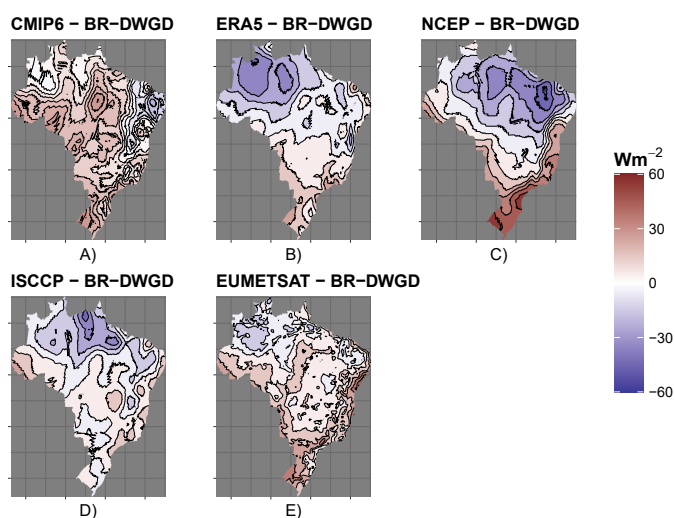 CMIP6 − BR−DWGD
ERA5 − BR−DWGD
NCEP − BR−DWGD
A)
B)
C)
Wm−2
60
30
0
−30
−60
ISCCP − BR−DWGD
EUMETSAT − BR−DWGD
D)
E)